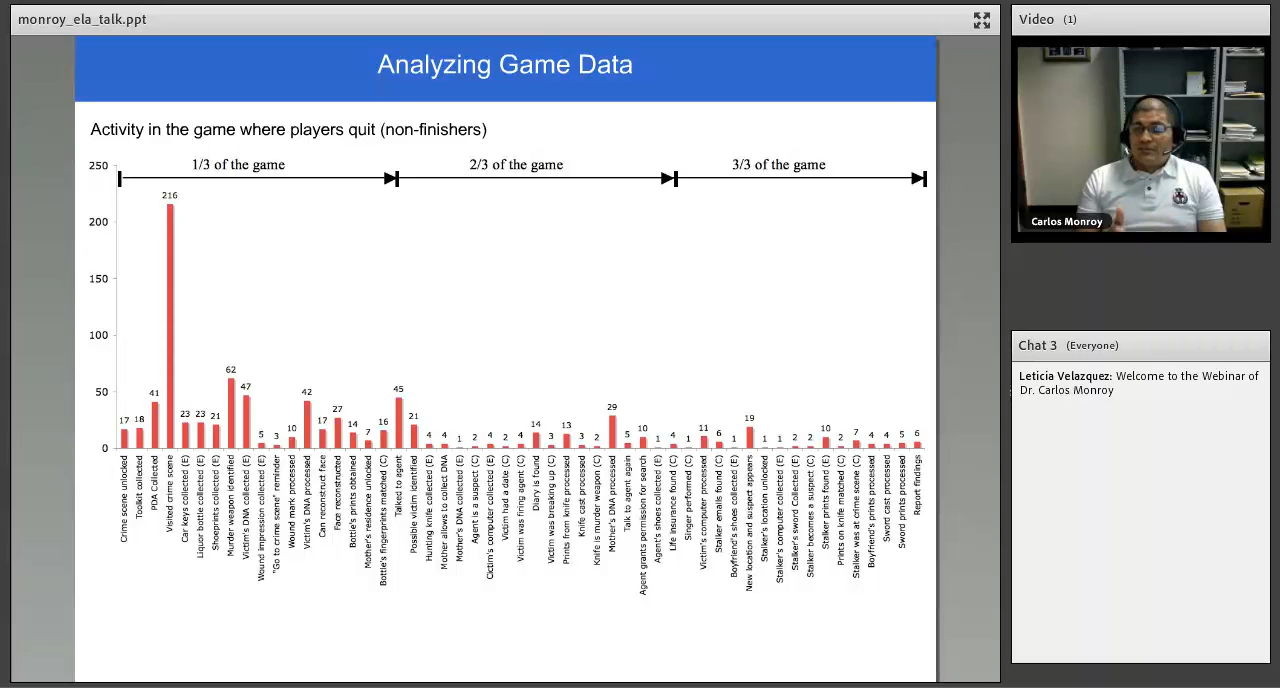 monroy_ela_talk.ppt
Analyzing Game Data
Activity in the game where players quit (non-finishers)
1/3 of the game
2/3 of the game
3/3 of the game
250
200
150
100
50
0
17
18
41
216
23
23
21
62
47
5
3
10
42
17
27
14
7
16
45
21
4
4
1
2
4
2
4
14
3
13
3
2
29
5
10
1
4
1
11
6
1
19
1
1
2
2
10
2
7
4
4
5
6
Crime scene unlocked
Toolkit collected
PDA Collected
Visited crime scene
Car keys collected (E)
Liquor bottle collected (E)
Shoeprints collected (E)
Murder weapon identified
Victim's DNA collected (E)
Wound impression collected (E)
"Go to crime scene" reminder
Wound mark processed
Victim's DNA processed
Can reconstruct face
Face reconstructed
Bottle's prints obtained
Mother's residence unlocked
Bottle's fingerprints matched (C)
Talked to agent
Possible victim identified
Hunting knife collected (E)
Mother allows to collect DNA
Mother's DNA collected (E)
Agent is a suspect (C)
Cictim's computer collected (E)
Victim had a date (C)
Victim was firing agent (C)
Diary is found
Victim was breaking up (C)
Prints from knife processed
Knife cast processed
Knife is murder weapon (C)
Mother's DNA processed
Talk to agent again
Agent grants permission for search
Agent's shoes collected (E)
Life insurance found (C)
Singer performed (C)
Victim's computer processed
Stalker emails found (C)
Boyfriend's shoes collected (E)
New location and suspect appears
Stalker's location unlocked
Stalker's computer collected (E)
Stalker's sword Collected (E)
Stalker becomes a suspect (C)
Stalker prints found (E)
Prints on knife matched (C)
Stalker was at crime scene (C)
Boyfriend's prints processed
Sword cast processed
Sword prints processed
Report findings
Video (1)
Carlos Monroy
Chat 3 (Everyone)
Leticia Velazquez: Welcome to the Webinar of
Dr. Carlos Monroy